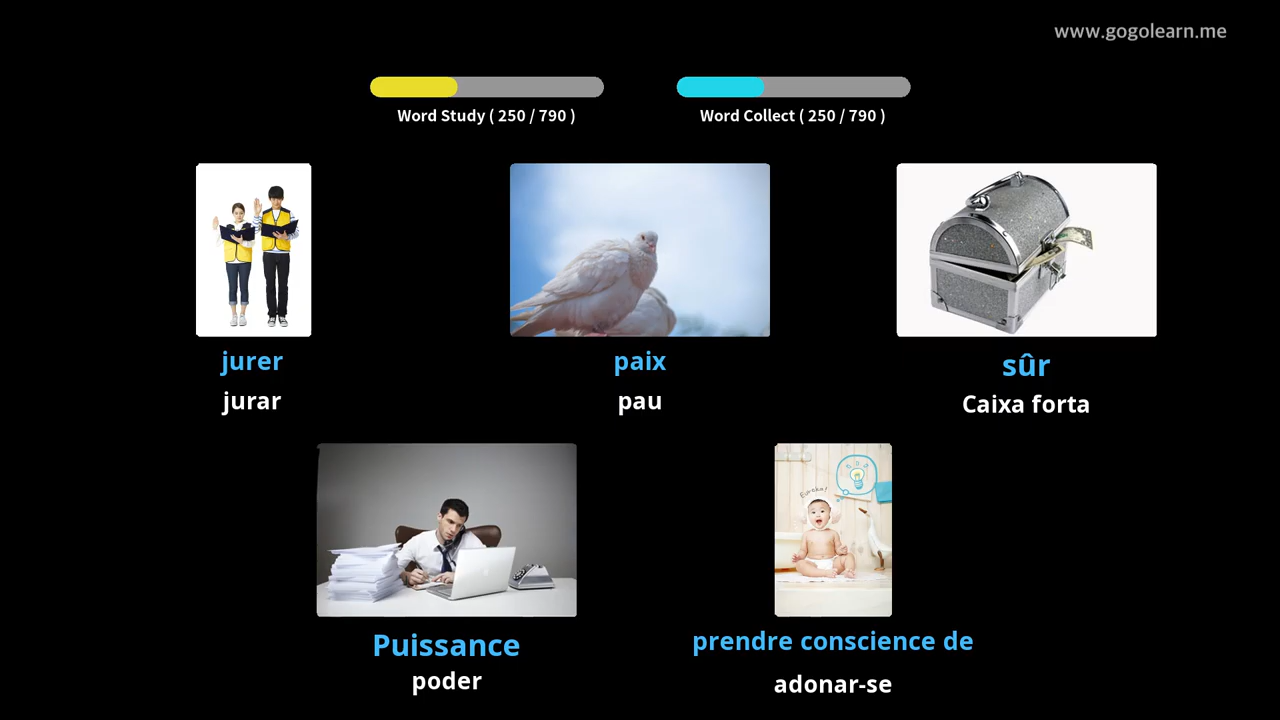 www.gogolearn.me
Word Study ( 250 / 790 )
Word Collect ( 250 / 790 )
jurer
jurar
paix
pau
sûr
Caixa forta
Eureka!
Puissance
poder
prendre conscience de
adonar-se